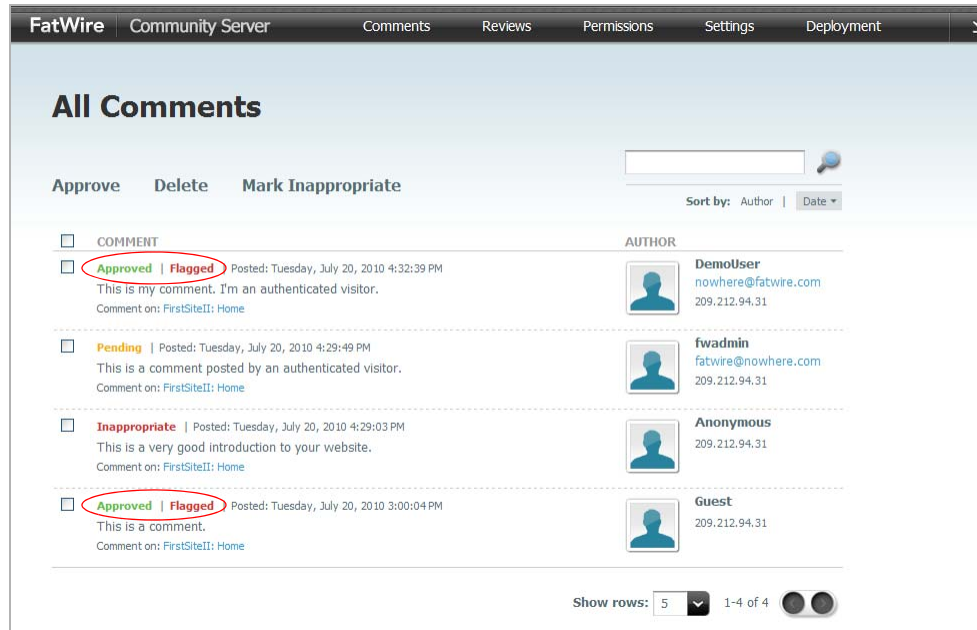 FatWire Community Server Comments Reviews Permissions Settings Deployment
All Comments
Approve Delete Mark Inappropriate
Sort by: Author | Date
COMMENT AUTHOR
Approved | Flagged | Posted: Tuesday, July 20, 2010 4:32:39 PM
This is my comment. I'm an authenticated visitor.
Comment on: FirstSiteII: Home
DemoUser
nowhere@fatwire.com
209.212.94.31
Pending | Posted: Tuesday, July 20, 2010 4:29:49 PM
This is a comment posted by an authenticated visitor.
Comment on: FirstSiteII: Home
fwadmin
fatwire@nowhere.com
209.212.94.31
Inappropriate | Posted: Tuesday, July 20, 2010 4:29:03 PM
This is a very good introduction to your website.
Comment on: FirstSiteII: Home
Anonymous
209.212.94.31
Approved | Flagged | Posted: Tuesday, July 20, 2010 3:00:04 PM
This is a comment.
Comment on: FirstSiteII: Home
Guest
209.212.94.31
Show rows: 5 1-4 of 4